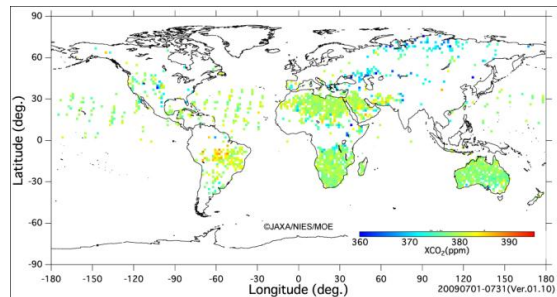 90
60
30
0
-30
-60
-90
Latitude (deg.)
©JAXA/NIES/MOE
360 370 380 390
XCO₂(ppm)
-180 -150 -120 -90 -60 -30 0 30 60 90 120 150 180
Longitude (deg.)
20090701-0731(Ver.01.10)